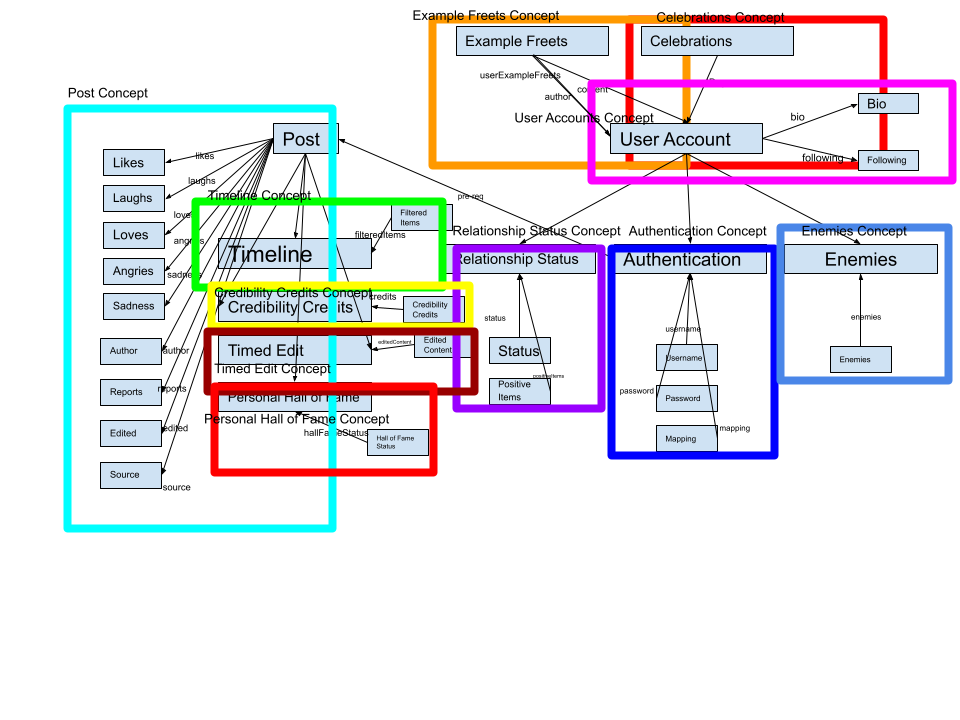 Example Freets Concept
Celebrations Concept
Example Freets
Celebrations
userExampleFreets
content
author
Post Concept
Bio
bio
User Accounts Concept
Post
User Account
Likes
likes
following
Following
Laughs
laughs
Timeline Concept
pre-req
Filtered
Items
loves
Loves
filteredItems
angries
Relationship Status Concept
Authentication Concept
Enemies Concept
Timeline
Relationship Status
Authentication
Enemies
Angries
sadness
Credibility Credits Concept
credits
Sadness
Credibility Credits
Credibility
Credits
status
enemies
username
Author
author
Timed Edit
editedContent
Edited
Content
Status
Username
Enemies
Timed Edit Concept
positiveItems
Reports
reports
Personal Hall of Fame
Positive
Items
password
Password
Personal Hall of Fame Concept
Edited
edited
hallFameStatus
Hall of Fame
Status
Mapping
mapping
Source
source